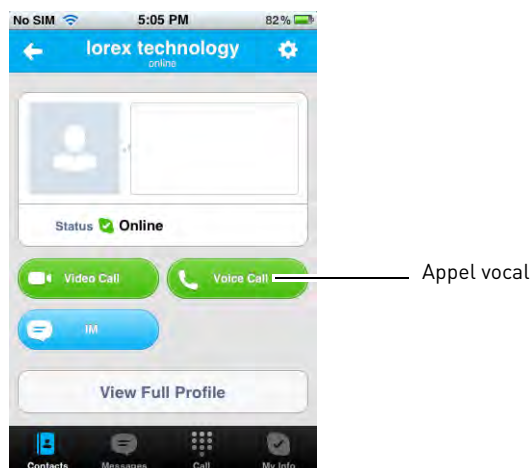 No SIM 5:05 PM 82%
lorex technology
online
Status Online
Video Call Voice Call
Appel vocal
IM
View Full Profile
Contacts Messages Call My Info